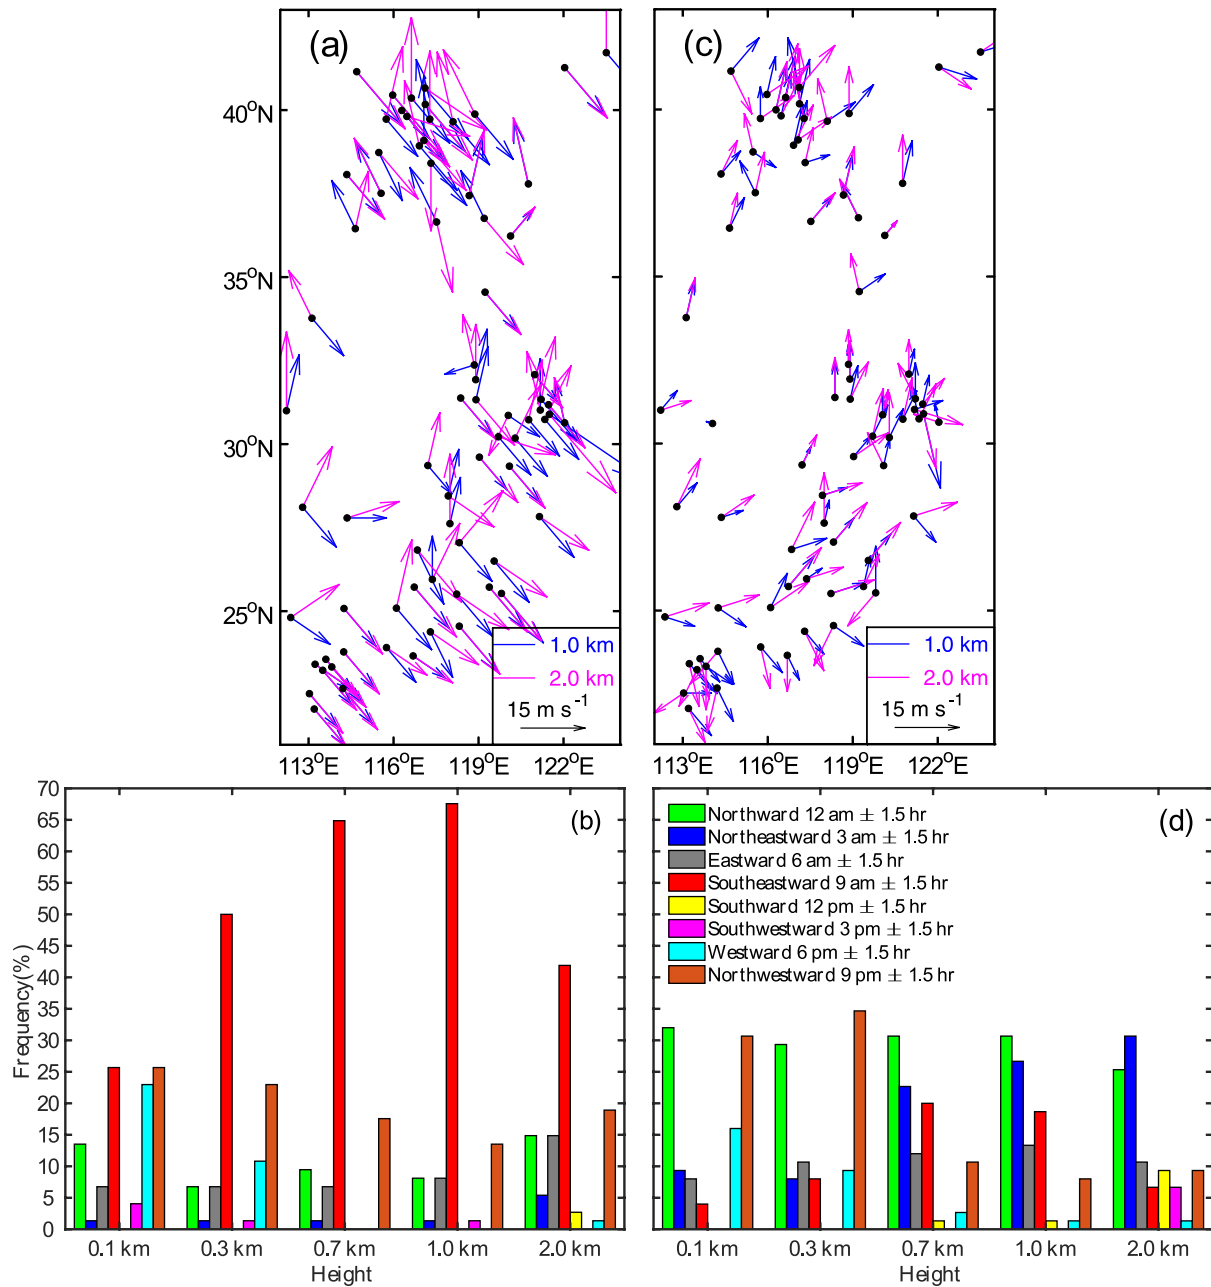 (a)
(c)
40°N
35°N
30°N
25°N
1.0 km
2.0 km
15 m s⁻¹
1.0 km
2.0 km
15 m s⁻¹
113°E 116°E 119°E 122°E
113°E 116°E 119°E 122°E
70
65
60
55
50
45
40
35
30
25
20
15
10
5
0
Frequency(%)
(b)
(d)
Northward 12 am ± 1.5 hr
Northeastward 3 am ± 1.5 hr
Eastward 6 am ± 1.5 hr
Southeastward 9 am ± 1.5 hr
Southward 12 pm ± 1.5 hr
Southwestward 3 pm ± 1.5 hr
Westward 6 pm ± 1.5 hr
Northwestward 9 pm ± 1.5 hr
0.1 km 0.3 km 0.7 km 1.0 km 2.0 km
Height
0.1 km 0.3 km 0.7 km 1.0 km 2.0 km
Height